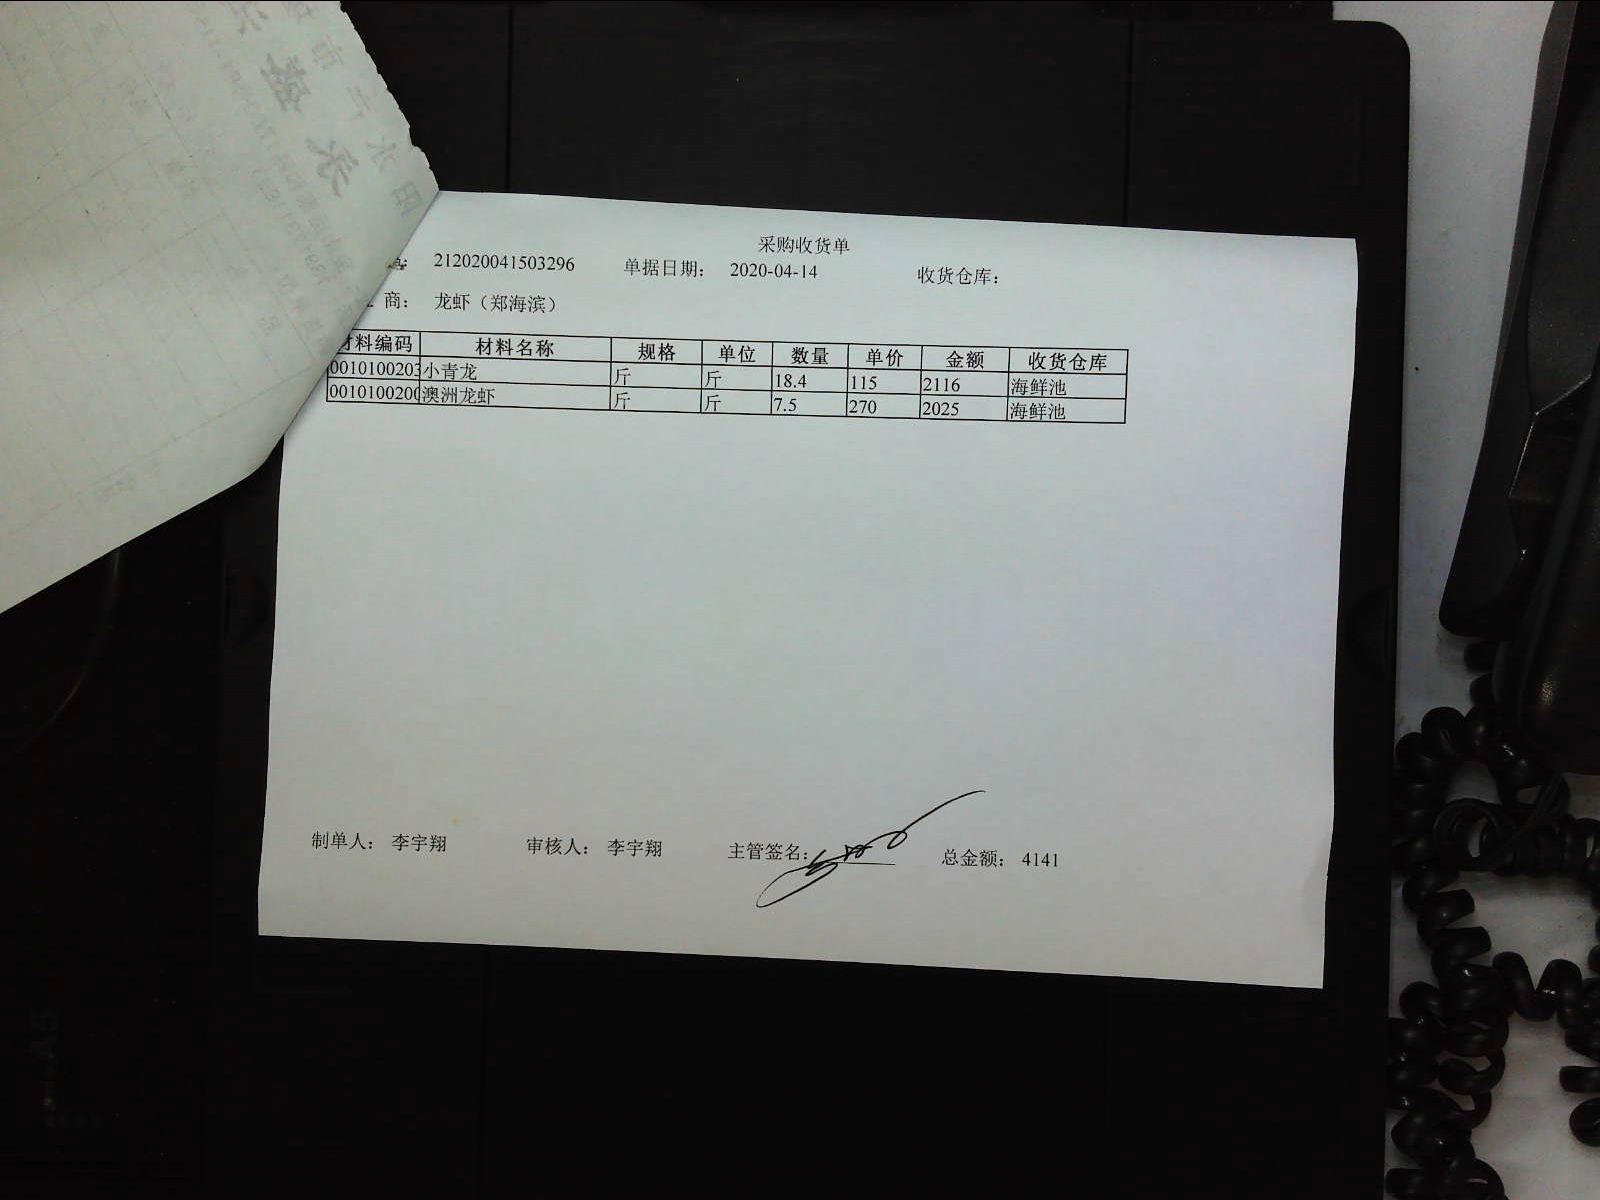 采购收货单
212020041503296 单据日期： 2020-04-14 收货仓库：
商： 龙虾（郑海滨）
材料编码 材料名称 规格 单位 数量 单价 金额 收货仓库
0010100203 小青龙 斤 斤 18.4 115 2116 海鲜池
0010100200 澳洲龙虾 斤 斤 7.5 270 2025 海鲜池
制单人： 李宇翔 审核人： 李宇翔 主管签名： 总金额： 4141